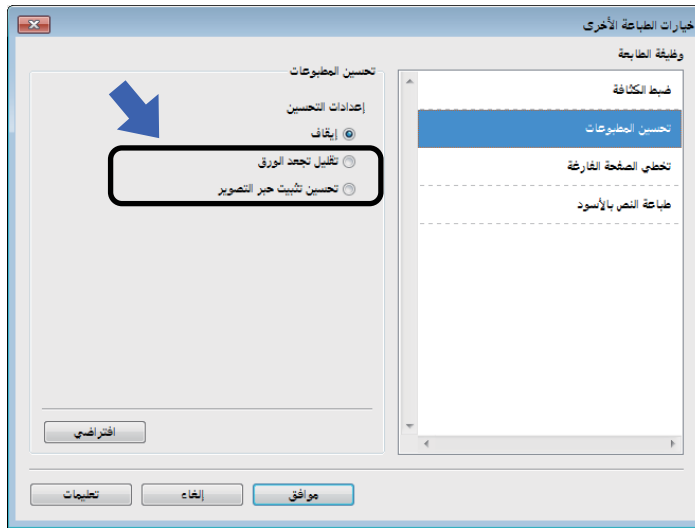 خيارات الطباعة الأخرى
وظيفة الطابعة
ضبط الكثافة
تحسين المطبوعات
تخطي الصفحة الفارغة
طباعة النص بالأسود
تحسين المطبوعات
إعدادات التحسين
إيقاف
تقليل تجعد الورق
تحسين تثبيت حبر التصوير
افتراضي
موافق
إلغاء
تعليمات